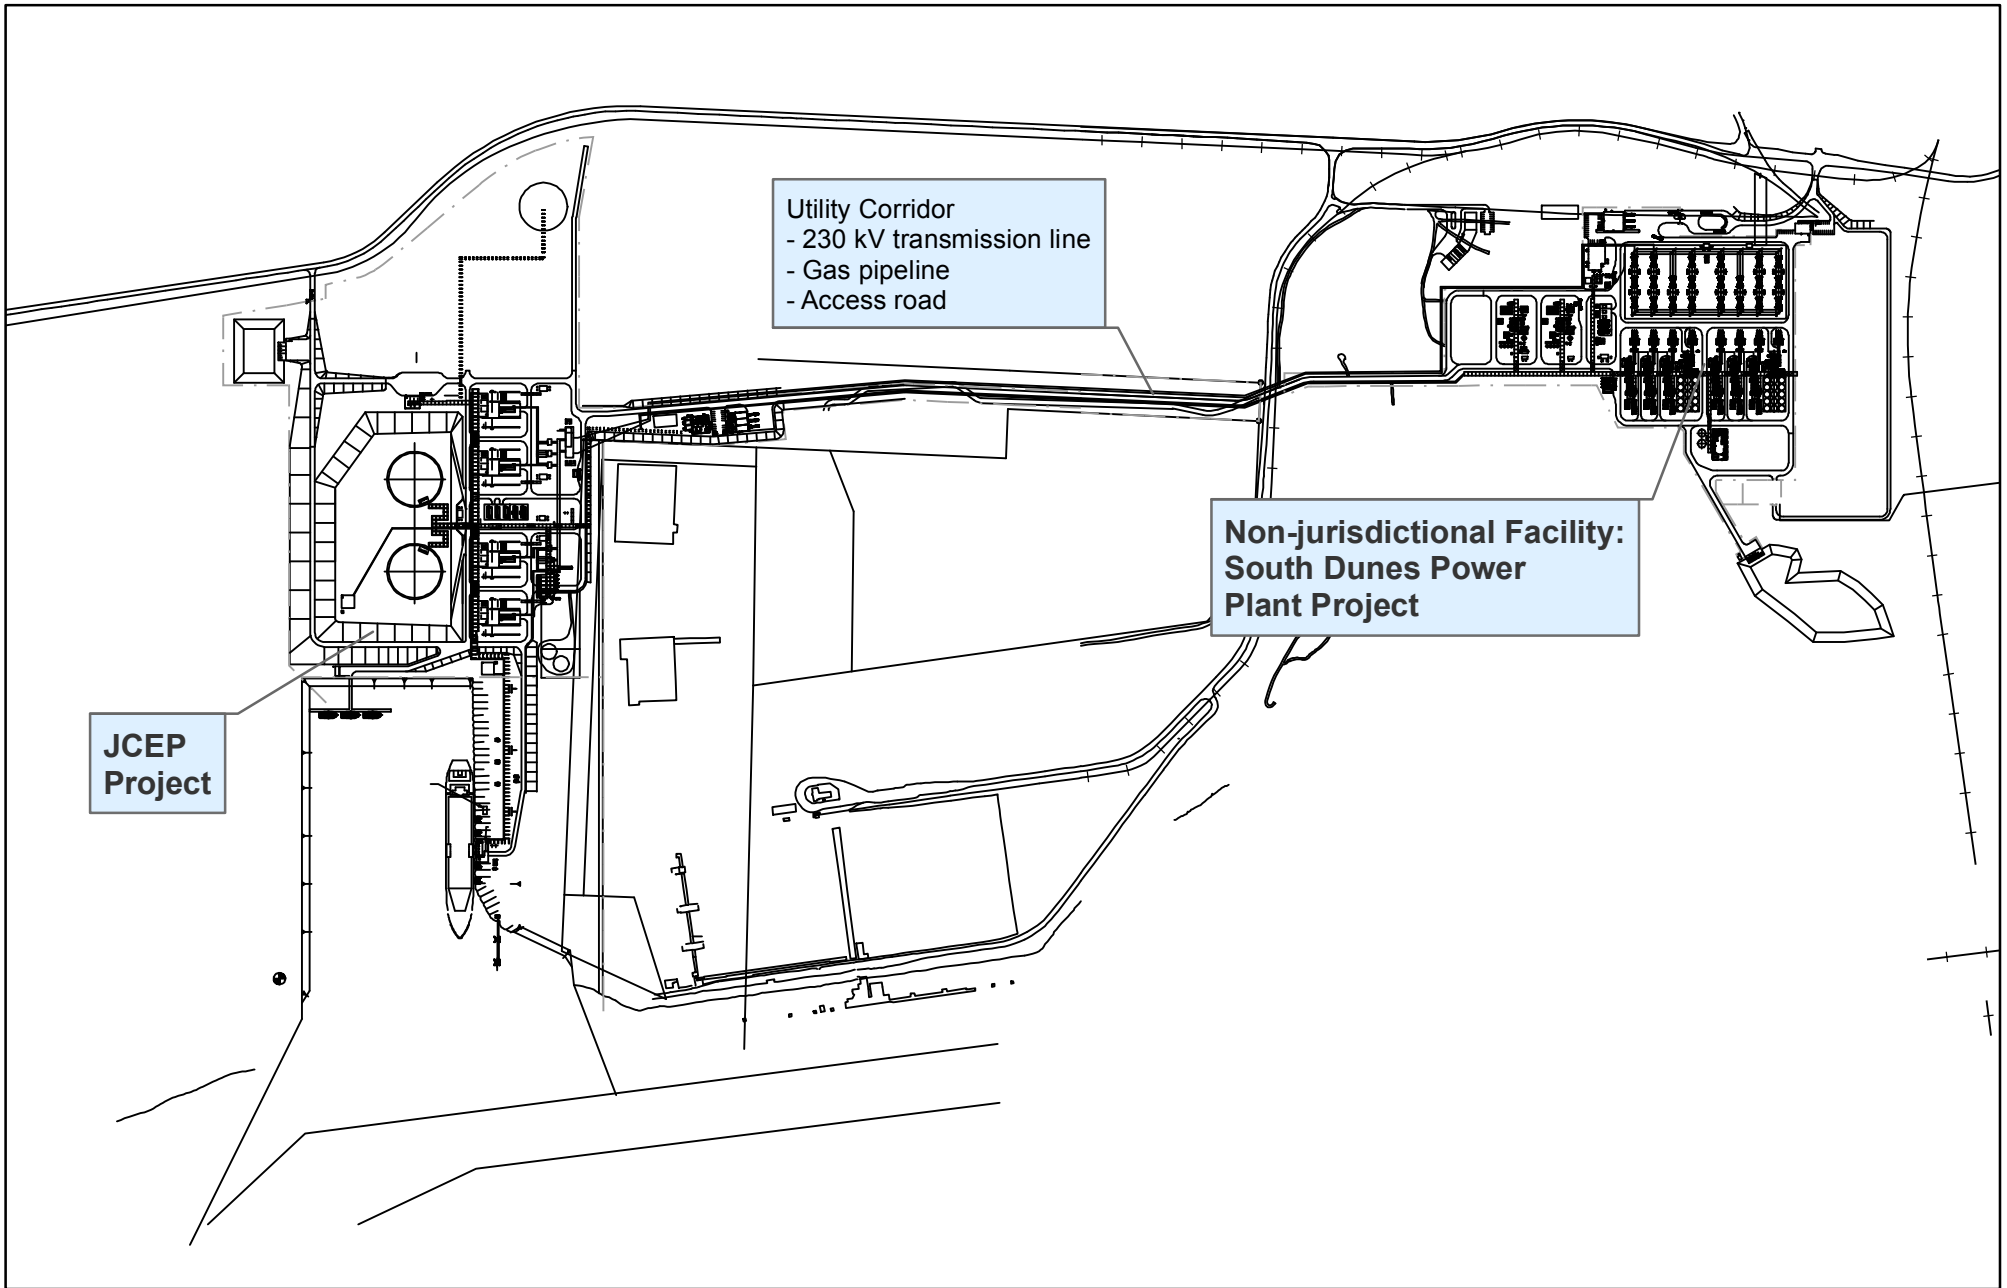 Utility Corridor
- 230 kV transmission line
- Gas pipeline
- Access road
Non-jurisdictional Facility:
South Dunes Power
Plant Project
JCEP
Project